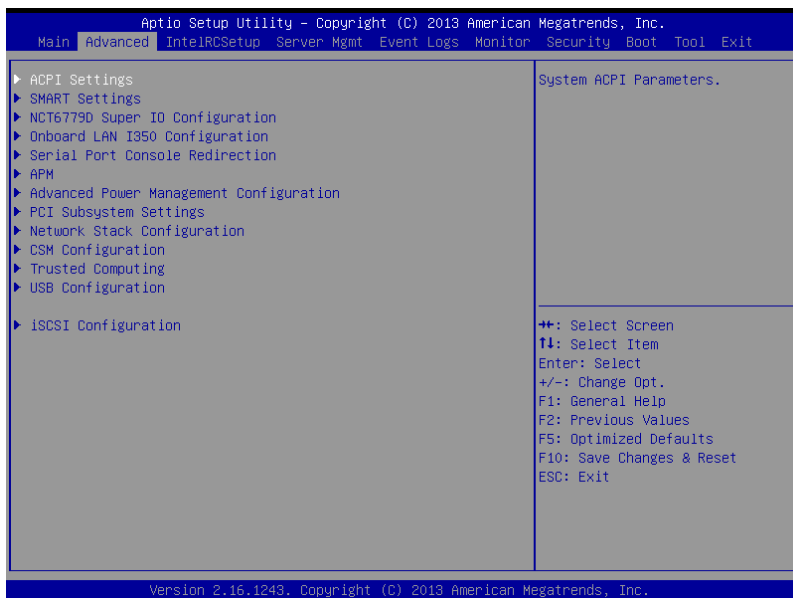 Aptio Setup Utility - Copyright (C) 2013 American Megatrends, Inc.
Main Advanced IntelRCSetup Server Mgmt Event Logs Monitor Security Boot Tool Exit
ACPI Settings
SMART Settings
NCT6779D Super IO Configuration
Onboard LAN I350 Configuration
Serial Port Console Redirection
APM
Advanced Power Management Configuration
PCI Subsystem Settings
Network Stack Configuration
CSM Configuration
Trusted Computing
USB Configuration
iSCSI Configuration
System ACPI Parameters.
→←: Select Screen
↑↓: Select Item
Enter: Select
+/-: Change Opt.
F1: General Help
F2: Previous Values
F5: Optimized Defaults
F10: Save Changes & Reset
ESC: Exit
Version 2.16.1243. Copyright (C) 2013 American Megatrends, Inc.